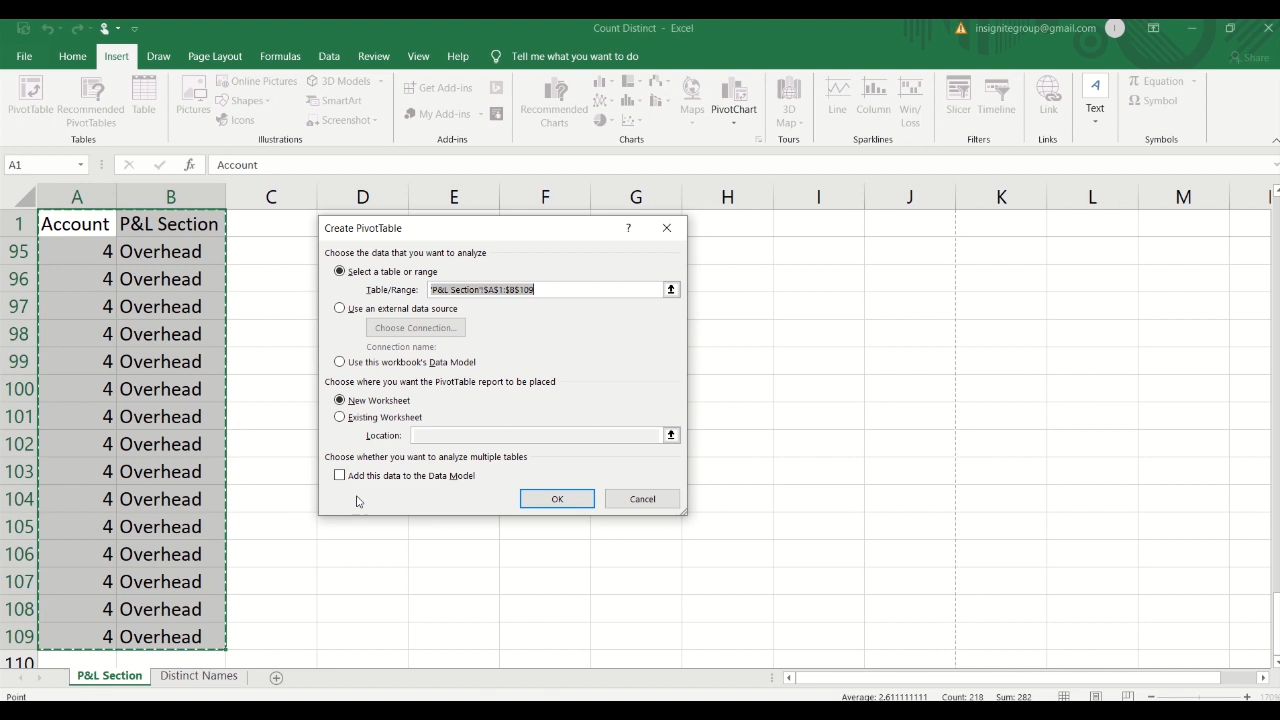 Count Distinct - Excel
insignitegroup@gmail.com
I
File Home Insert Draw Page Layout Formulas Data Review View Help Tell me what you want to do Share
PivotTable Recommended PivotTables Table
Tables
Pictures Online Pictures Shapes Icons 3D Models SmartArt Screenshot
Illustrations
Get Add-ins My Add-ins
Add-ins
Recommended Charts Maps PivotChart
Charts
3D Map
Tours
Line Column Win/Loss
Sparklines
Slicer Timeline
Filters
Link
Links
A Text
π Equation Ω Symbol
Symbols
A1 fx Account
A B C D E F G H I J K L M
1 Account P&L Section
95 4 Overhead
96 4 Overhead
97 4 Overhead
98 4 Overhead
99 4 Overhead
100 4 Overhead
101 4 Overhead
102 4 Overhead
103 4 Overhead
104 4 Overhead
105 4 Overhead
106 4 Overhead
107 4 Overhead
108 4 Overhead
109 4 Overhead
110
Create PivotTable ?
Choose the data that you want to analyze
Select a table or range
Table/Range: 'P&L Section'!$A$1:$B$109
Use an external data source
Choose Connection...
Connection name:
Use this workbook's Data Model
Choose where you want the PivotTable report to be placed
New Worksheet
Existing Worksheet
Location:
Choose whether you want to analyze multiple tables
Add this data to the Data Model
OK Cancel
P&L Section Distinct Names
Point Average: 2.611111111 Count: 218 Sum: 282 170%